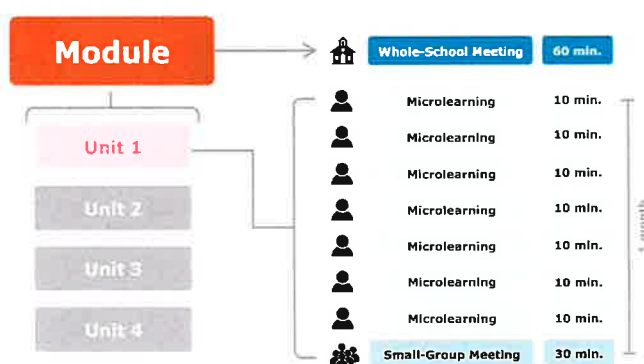 Module
Whole-School Meeting 60 min.
Unit 1
Unit 2
Unit 3
Unit 4
Microlearning 10 min.
Microlearning 10 min.
Microlearning 10 min.
Microlearning 10 min.
Microlearning 10 min.
Microlearning 10 min.
Microlearning 10 min.
Small-Group Meeting 30 min.
1 month